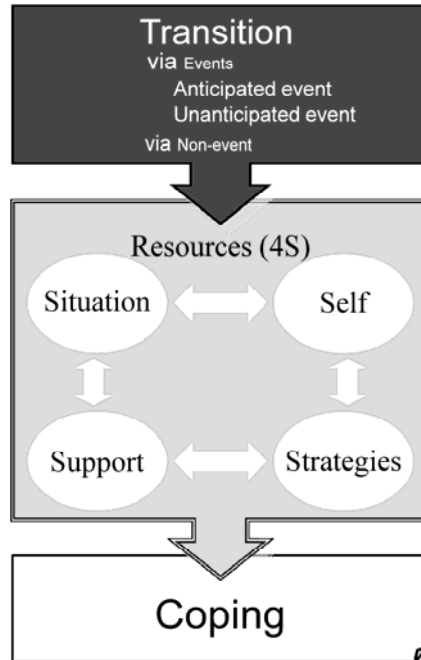 Transition
via Events
Anticipated event
Unanticipated event
via Non-event
Resources (4S)
Situation
Self
Support
Strategies
Coping